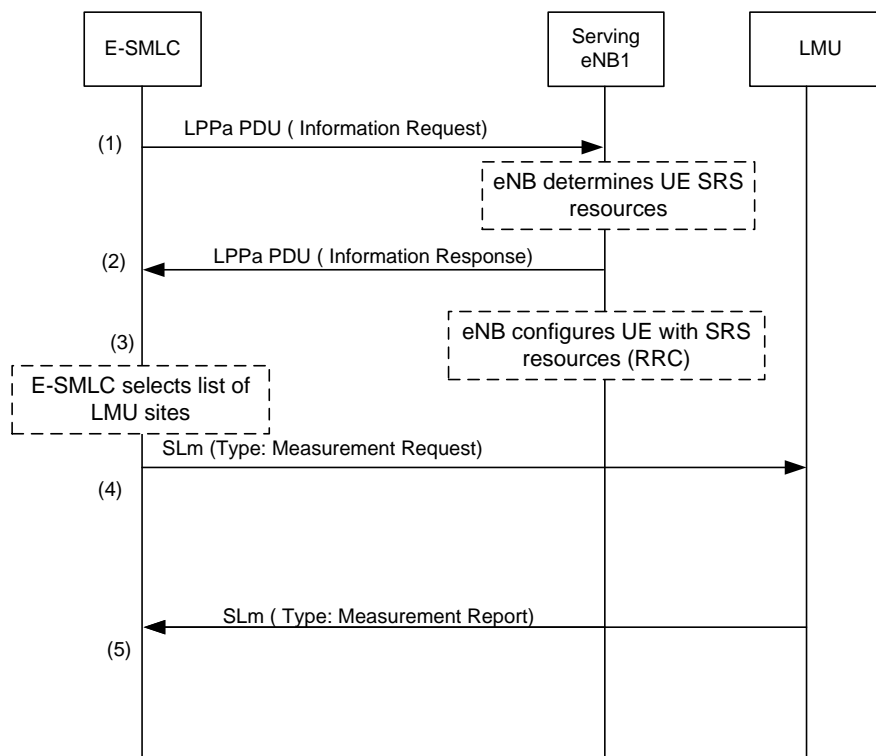 E-SMLC
Serving
eNB1
LMU
LPPa PDU ( Information Request)
(1)
eNB determines UE SRS
resources
LPPa PDU ( Information Response)
(2)
eNB configures UE with SRS
resources (RRC)
(3)
E-SMLC selects list of
LMU sites
SLm (Type: Measurement Request)
(4)
SLm ( Type: Measurement Report)
(5)